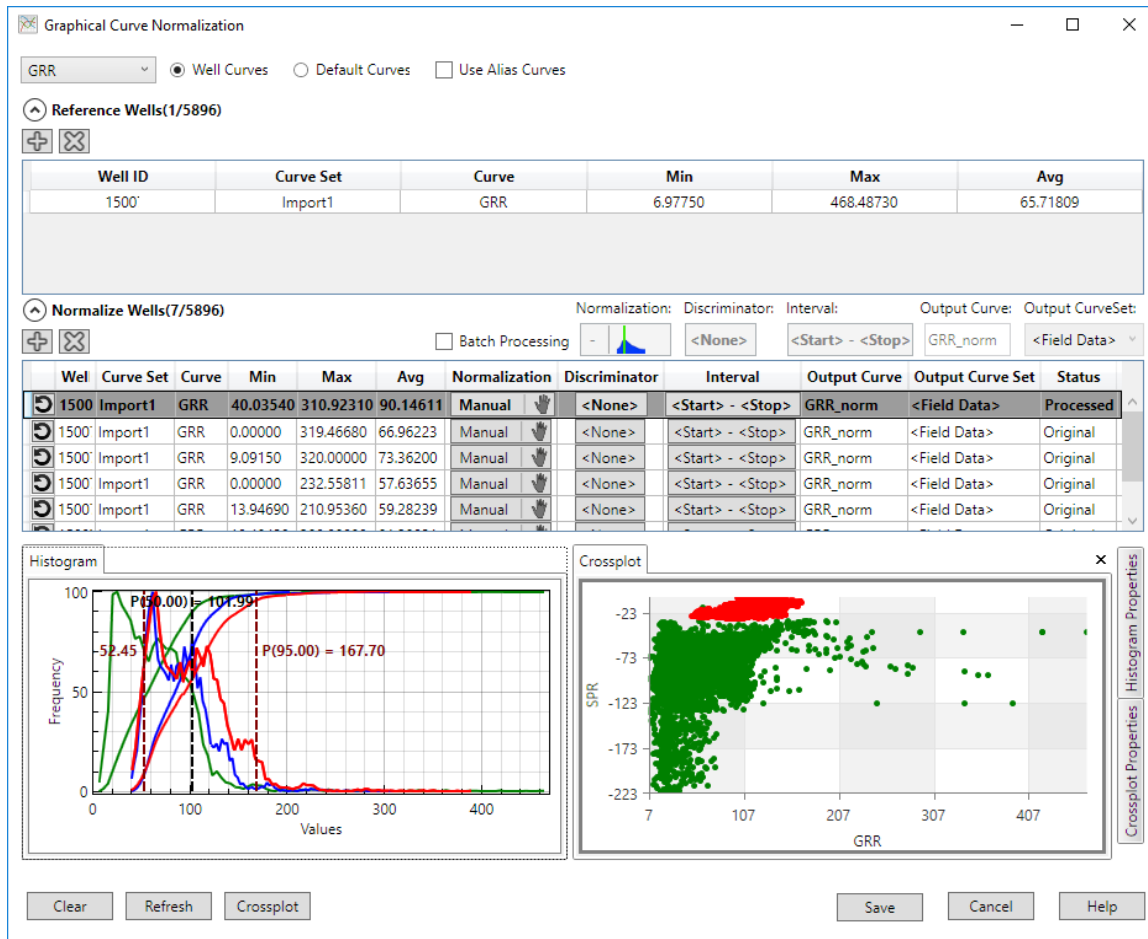 Graphical Curve Normalization
GRR Well Curves Default Curves Use Alias Curves
Reference Wells(1/5896)
Well ID Curve Set Curve Min Max Avg
1500' Import1 GRR 6.97750 468.48730 65.71809
Normalize Wells(7/5896)
Normalization: Discriminator: Interval: Output Curve: Output CurveSet:
Batch Processing - <None> <Start> - <Stop> GRR_norm <Field Data>
Wel Curve Set Curve Min Max Avg Normalization Discriminator Interval Output Curve Output Curve Set Status
1500 Import1 GRR 40.03540 310.92310 90.14611 Manual <None> <Start> - <Stop> GRR_norm <Field Data> Processed
1500' Import1 GRR 0.00000 319.46680 66.96223 Manual <None> <Start> - <Stop> GRR_norm <Field Data> Original
1500' Import1 GRR 9.09150 320.00000 73.36200 Manual <None> <Start> - <Stop> GRR_norm <Field Data> Original
1500' Import1 GRR 0.00000 232.55811 57.63655 Manual <None> <Start> - <Stop> GRR_norm <Field Data> Original
1500' Import1 GRR 13.94690 210.95360 59.28239 Manual <None> <Start> - <Stop> GRR_norm <Field Data> Original
Histogram
100
P(50.00) = 101.99
52.45
P(95.00) = 167.70
50
0
Frequency
0 100 200 300 400
Values
Crossplot
-23
-73
-123
-173
-223
SPR
7 107 207 307 407
GRR
Histogram Properties
Crossplot Properties
Clear Refresh Crossplot Save Cancel Help